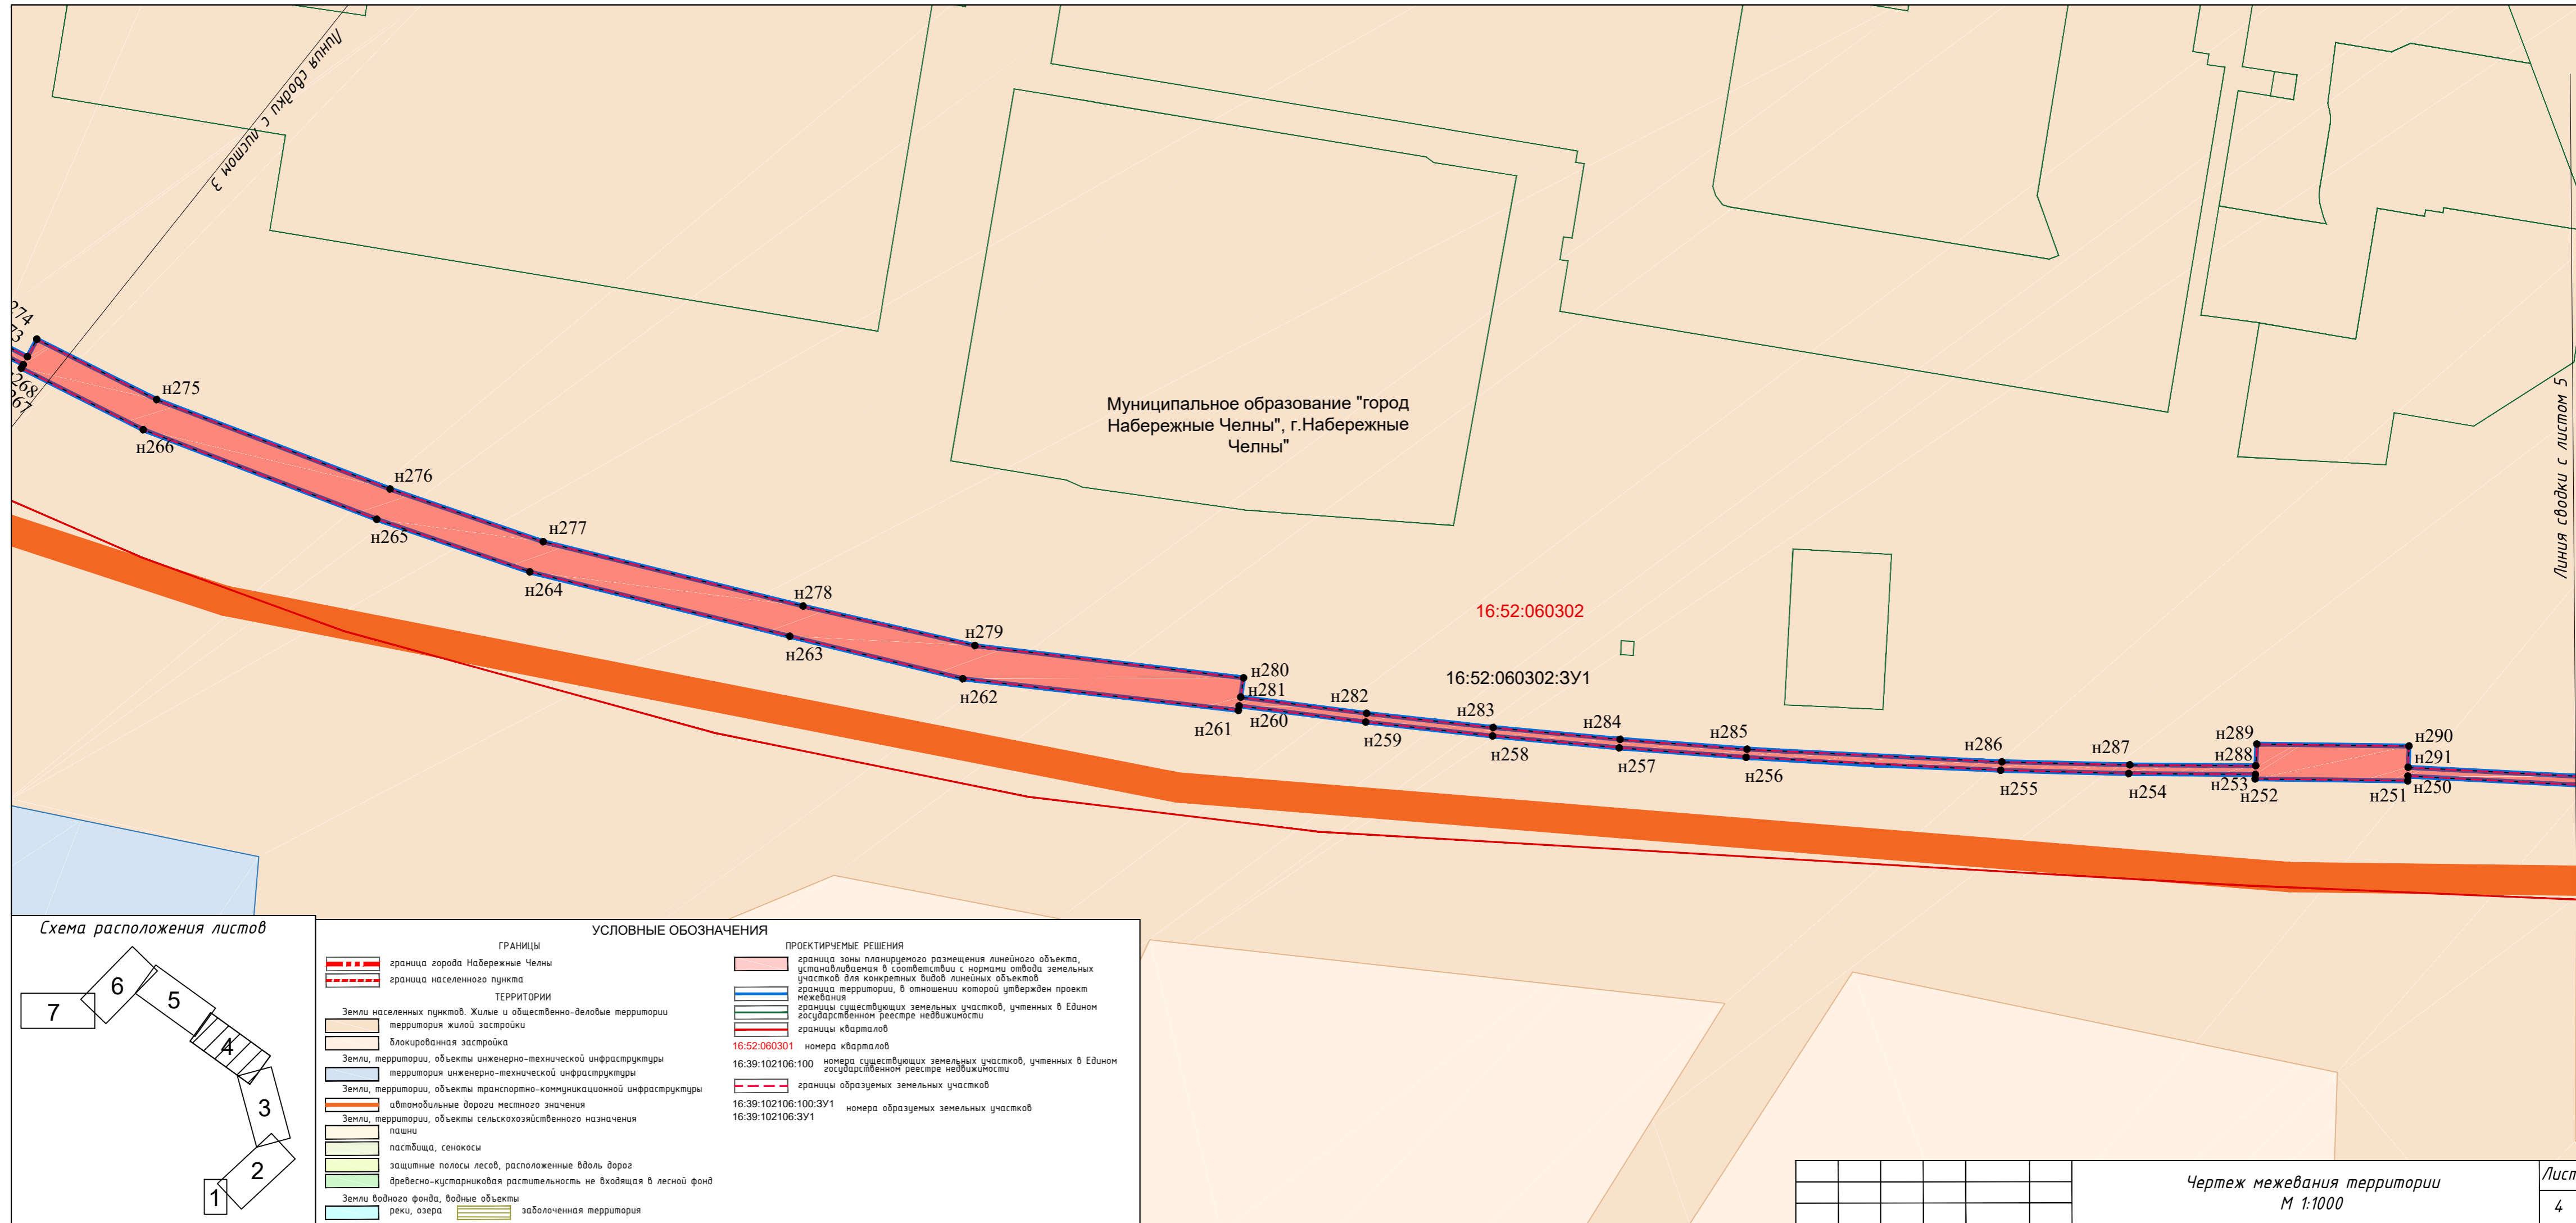 Линия сводки с листом 3
Линия сводки с листом 5
274
73
268
267
н275
н266
н276
н265
н277
н264
н278
н263
н279
н262
н280
н281
н261
н260
н282
н259
н283
н258
н284
н257
н285
н256
н286
н255
н287
н254
н289
н288
н253
н252
н290
н291
н251
н250
Муниципальное образование "город
Набережные Челны", г.Набережные
Челны"
16:52:060302
16:52:060302:ЗУ1
Схема расположения листов
7
6
5
4
3
2
1
УСЛОВНЫЕ ОБОЗНАЧЕНИЯ
ГРАНИЦЫ
граница города Набережные Челны
граница населенного пункта
ТЕРРИТОРИИ
Земли населенных пунктов. Жилые и общественно-деловые территории
территория жилой застройки
блокированная застройка
Земли, территории, объекты инженерно-технической инфраструктуры
территория инженерно-технической инфраструктуры
Земли, территории, объекты транспортно-коммуникационной инфраструктуры
автомобильные дороги местного значения
Земли, территории, объекты сельскохозяйственного назначения
пашни
пастбища, сенокосы
защитные полосы лесов, расположенные вдоль дорог
древесно-кустарниковая растительность не входящая в лесной фонд
Земли водного фонда, водные объекты
реки, озера
заболоченная территория
ПРОЕКТИРУЕМЫЕ РЕШЕНИЯ
граница зоны планируемого размещения линейного объекта,
устанавливаемая в соответствии с нормами отвода земельных
участков для конкретных видов линейных объектов
граница территории, в отношении которой утвержден проект
межевания
границы существующих земельных участков, учтенных в Едином
государственном реестре недвижимости
границы кварталов
16:52:060301 номера кварталов
16:39:102106:100 номера существующих земельных участков, учтенных в Едином
государственном реестре недвижимости
границы образуемых земельных участков
16:39:102106:100:ЗУ1
16:39:102106:ЗУ1
номера образуемых земельных участков
Чертеж межевания территории
М 1:1000
Лист
4